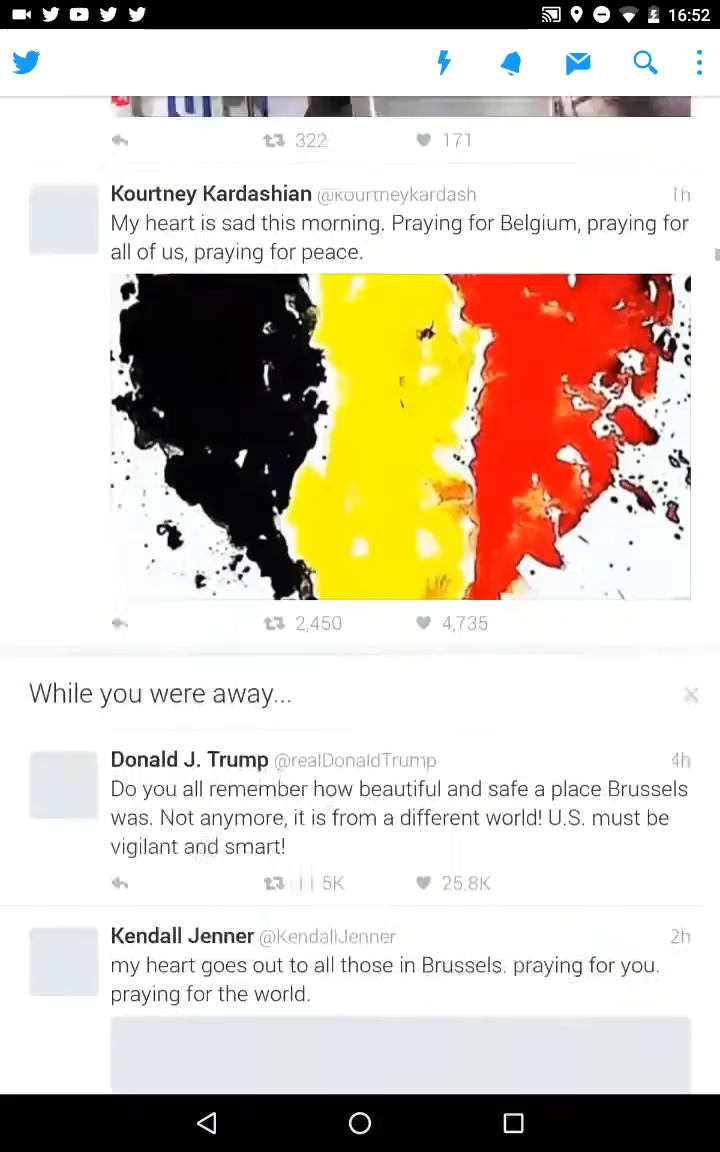 16:52
322 171
Kourtney Kardashian @kourtneykardash 1h
My heart is sad this morning. Praying for Belgium, praying for
all of us, praying for peace.
2,450 4,735
While you were away...
Donald J. Trump @realDonaldTrump 4h
Do you all remember how beautiful and safe a place Brussels
was. Not anymore, it is from a different world! U.S. must be
vigilant and smart!
25.8K
Kendall Jenner @KendallJenner 2h
my heart goes out to all those in Brussels. praying for you.
praying for the world.